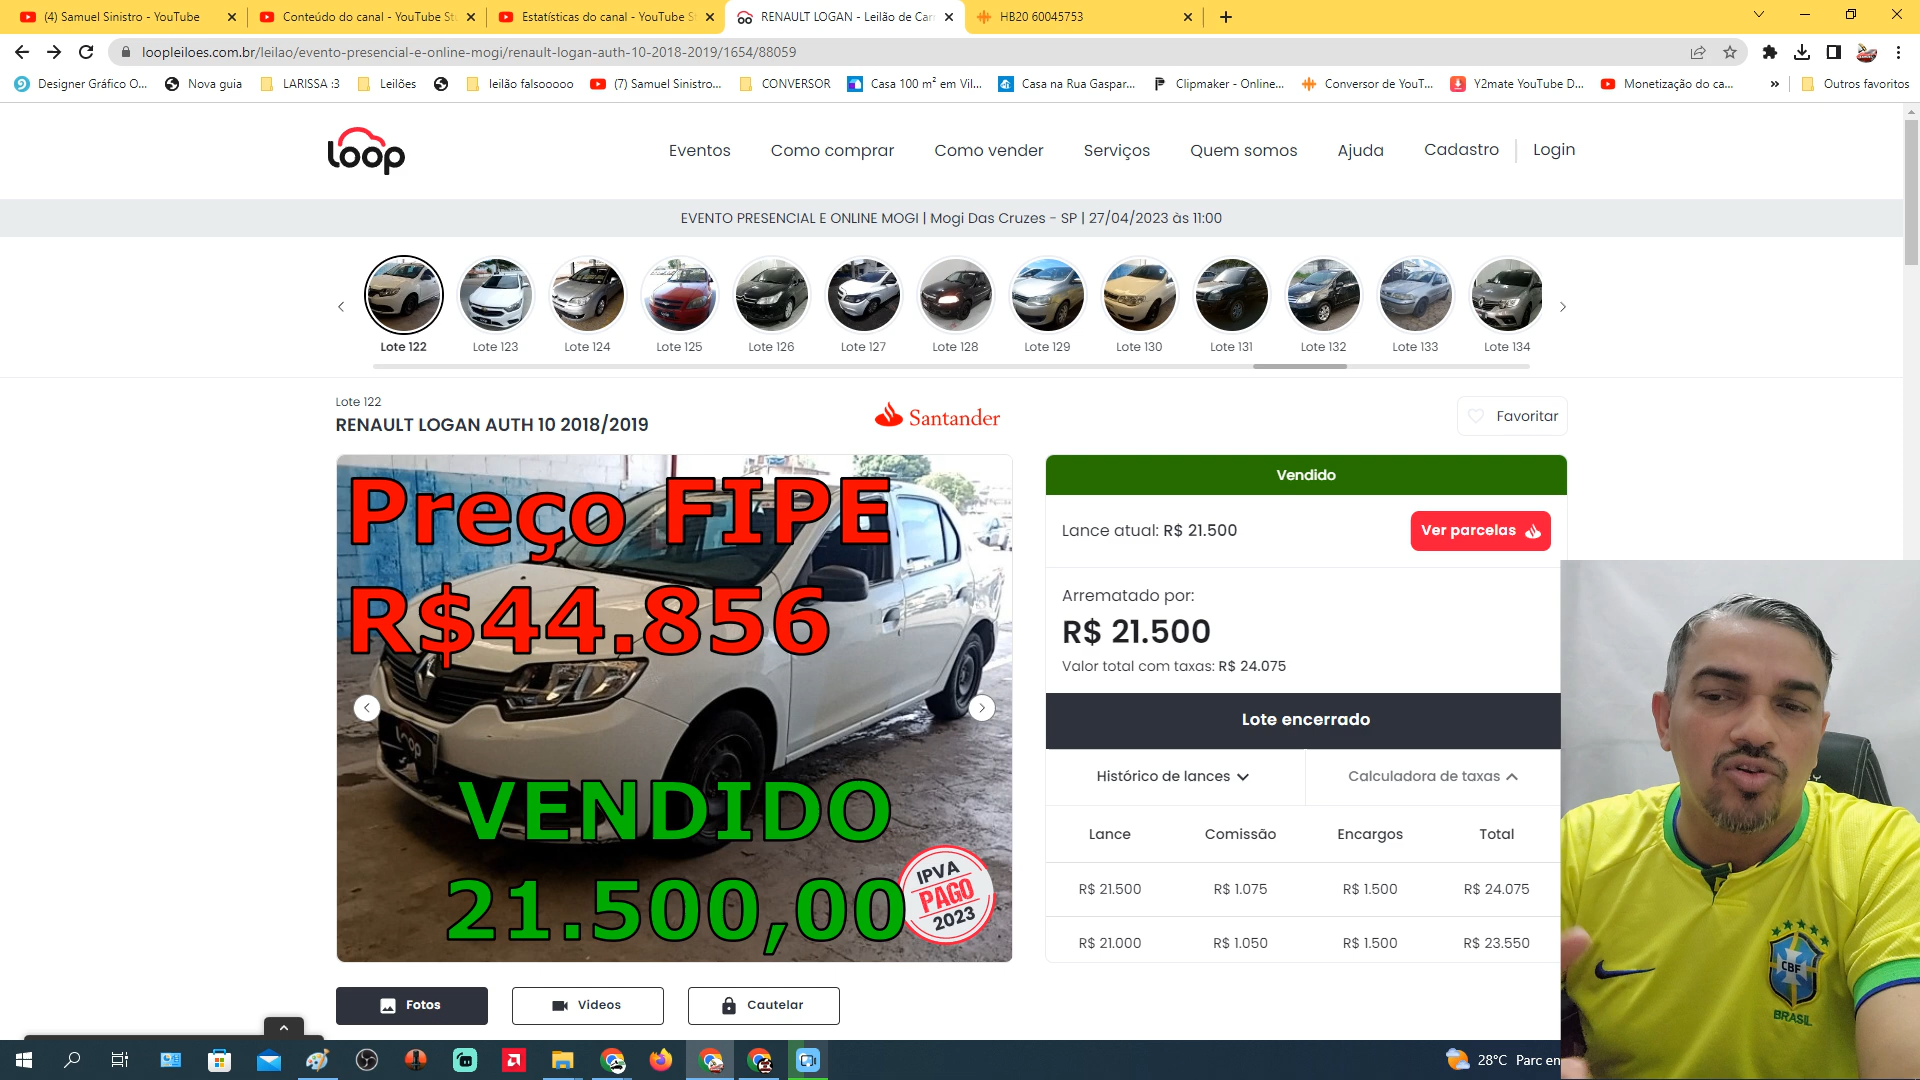 (4) Samuel Sinistro - YouTube
Conteúdo do canal - YouTube St
Estatísticas do canal - YouTube S
RENAULT LOGAN - Leilão de Carr
HB20 60045753
loopleiloes.com.br/leilao/evento-presencial-e-online-mogi/renault-logan-auth-10-2018-2019/1654/88059
Designer Gráfico O...
Nova guia
LARISSA :3
Leilões
leilão falsooooo
(7) Samuel Sinistro...
CONVERSOR
Casa 100 m² em Vil...
Casa na Rua Gaspar...
Clipmaker - Online...
Conversor de YouT...
Y2mate YouTube D...
Monetização do ca...
»
Outros favoritos
loop
Eventos
Como comprar
Como vender
Serviços
Quem somos
Ajuda
Cadastro
Login
EVENTO PRESENCIAL E ONLINE MOGI | Mogi Das Cruzes - SP | 27/04/2023 às 11:00
Lote 122
Lote 123
Lote 124
Lote 125
Lote 126
Lote 127
Lote 128
Lote 129
Lote 130
Lote 131
Lote 132
Lote 133
Lote 134
Lote 122
RENAULT LOGAN AUTH 10 2018/2019
Santander
Favoritar
Preço FIPE
R$44.856
VENDIDO
21.500,00
loop
IPVA
PAGO
2023
Vendido
Lance atual: R$ 21.500
Ver parcelas
Arrematado por:
R$ 21.500
Valor total com taxas: R$ 24.075
Lote encerrado
Histórico de lances
Calculadora de taxas
Lance Comissão Encargos Total
R$ 21.500 R$ 1.075 R$ 1.500 R$ 24.075
R$ 21.000 R$ 1.050 R$ 1.500 R$ 23.550
Fotos
Videos
Cautelar
CBF
BRASIL
28°C Parc en